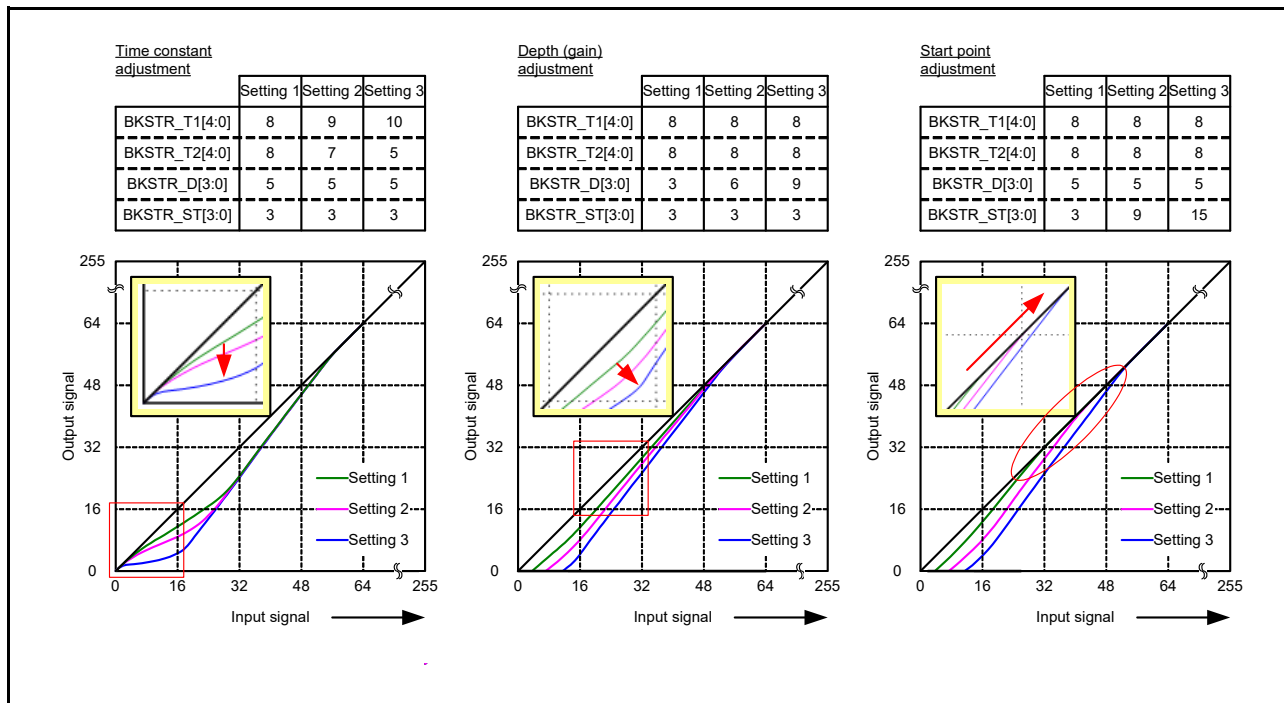 Time constant
adjustment
Setting 1 Setting 2 Setting 3
BKSTR_T1[4:0] 8 9 10
BKSTR_T2[4:0] 8 7 5
BKSTR_D[3:0] 5 5 5
BKSTR_ST[3:0] 3 3 3
255
64
48
32
16
0
Output signal
Setting 1
Setting 2
Setting 3
0 16 32 48 64 255
Input signal
Depth (gain)
adjustment
Setting 1 Setting 2 Setting 3
BKSTR_T1[4:0] 8 8 8
BKSTR_T2[4:0] 8 8 8
BKSTR_D[3:0] 3 6 9
BKSTR_ST[3:0] 3 3 3
255
64
48
32
16
0
Output signal
Setting 1
Setting 2
Setting 3
0 16 32 48 64 255
Input signal
Start point
adjustment
Setting 1 Setting 2 Setting 3
BKSTR_T1[4:0] 8 8 8
BKSTR_T2[4:0] 8 8 8
BKSTR_D[3:0] 5 5 5
BKSTR_ST[3:0] 3 9 15
255
64
48
32
16
0
Output signal
Setting 1
Setting 2
Setting 3
0 16 32 48 64 255
Input signal